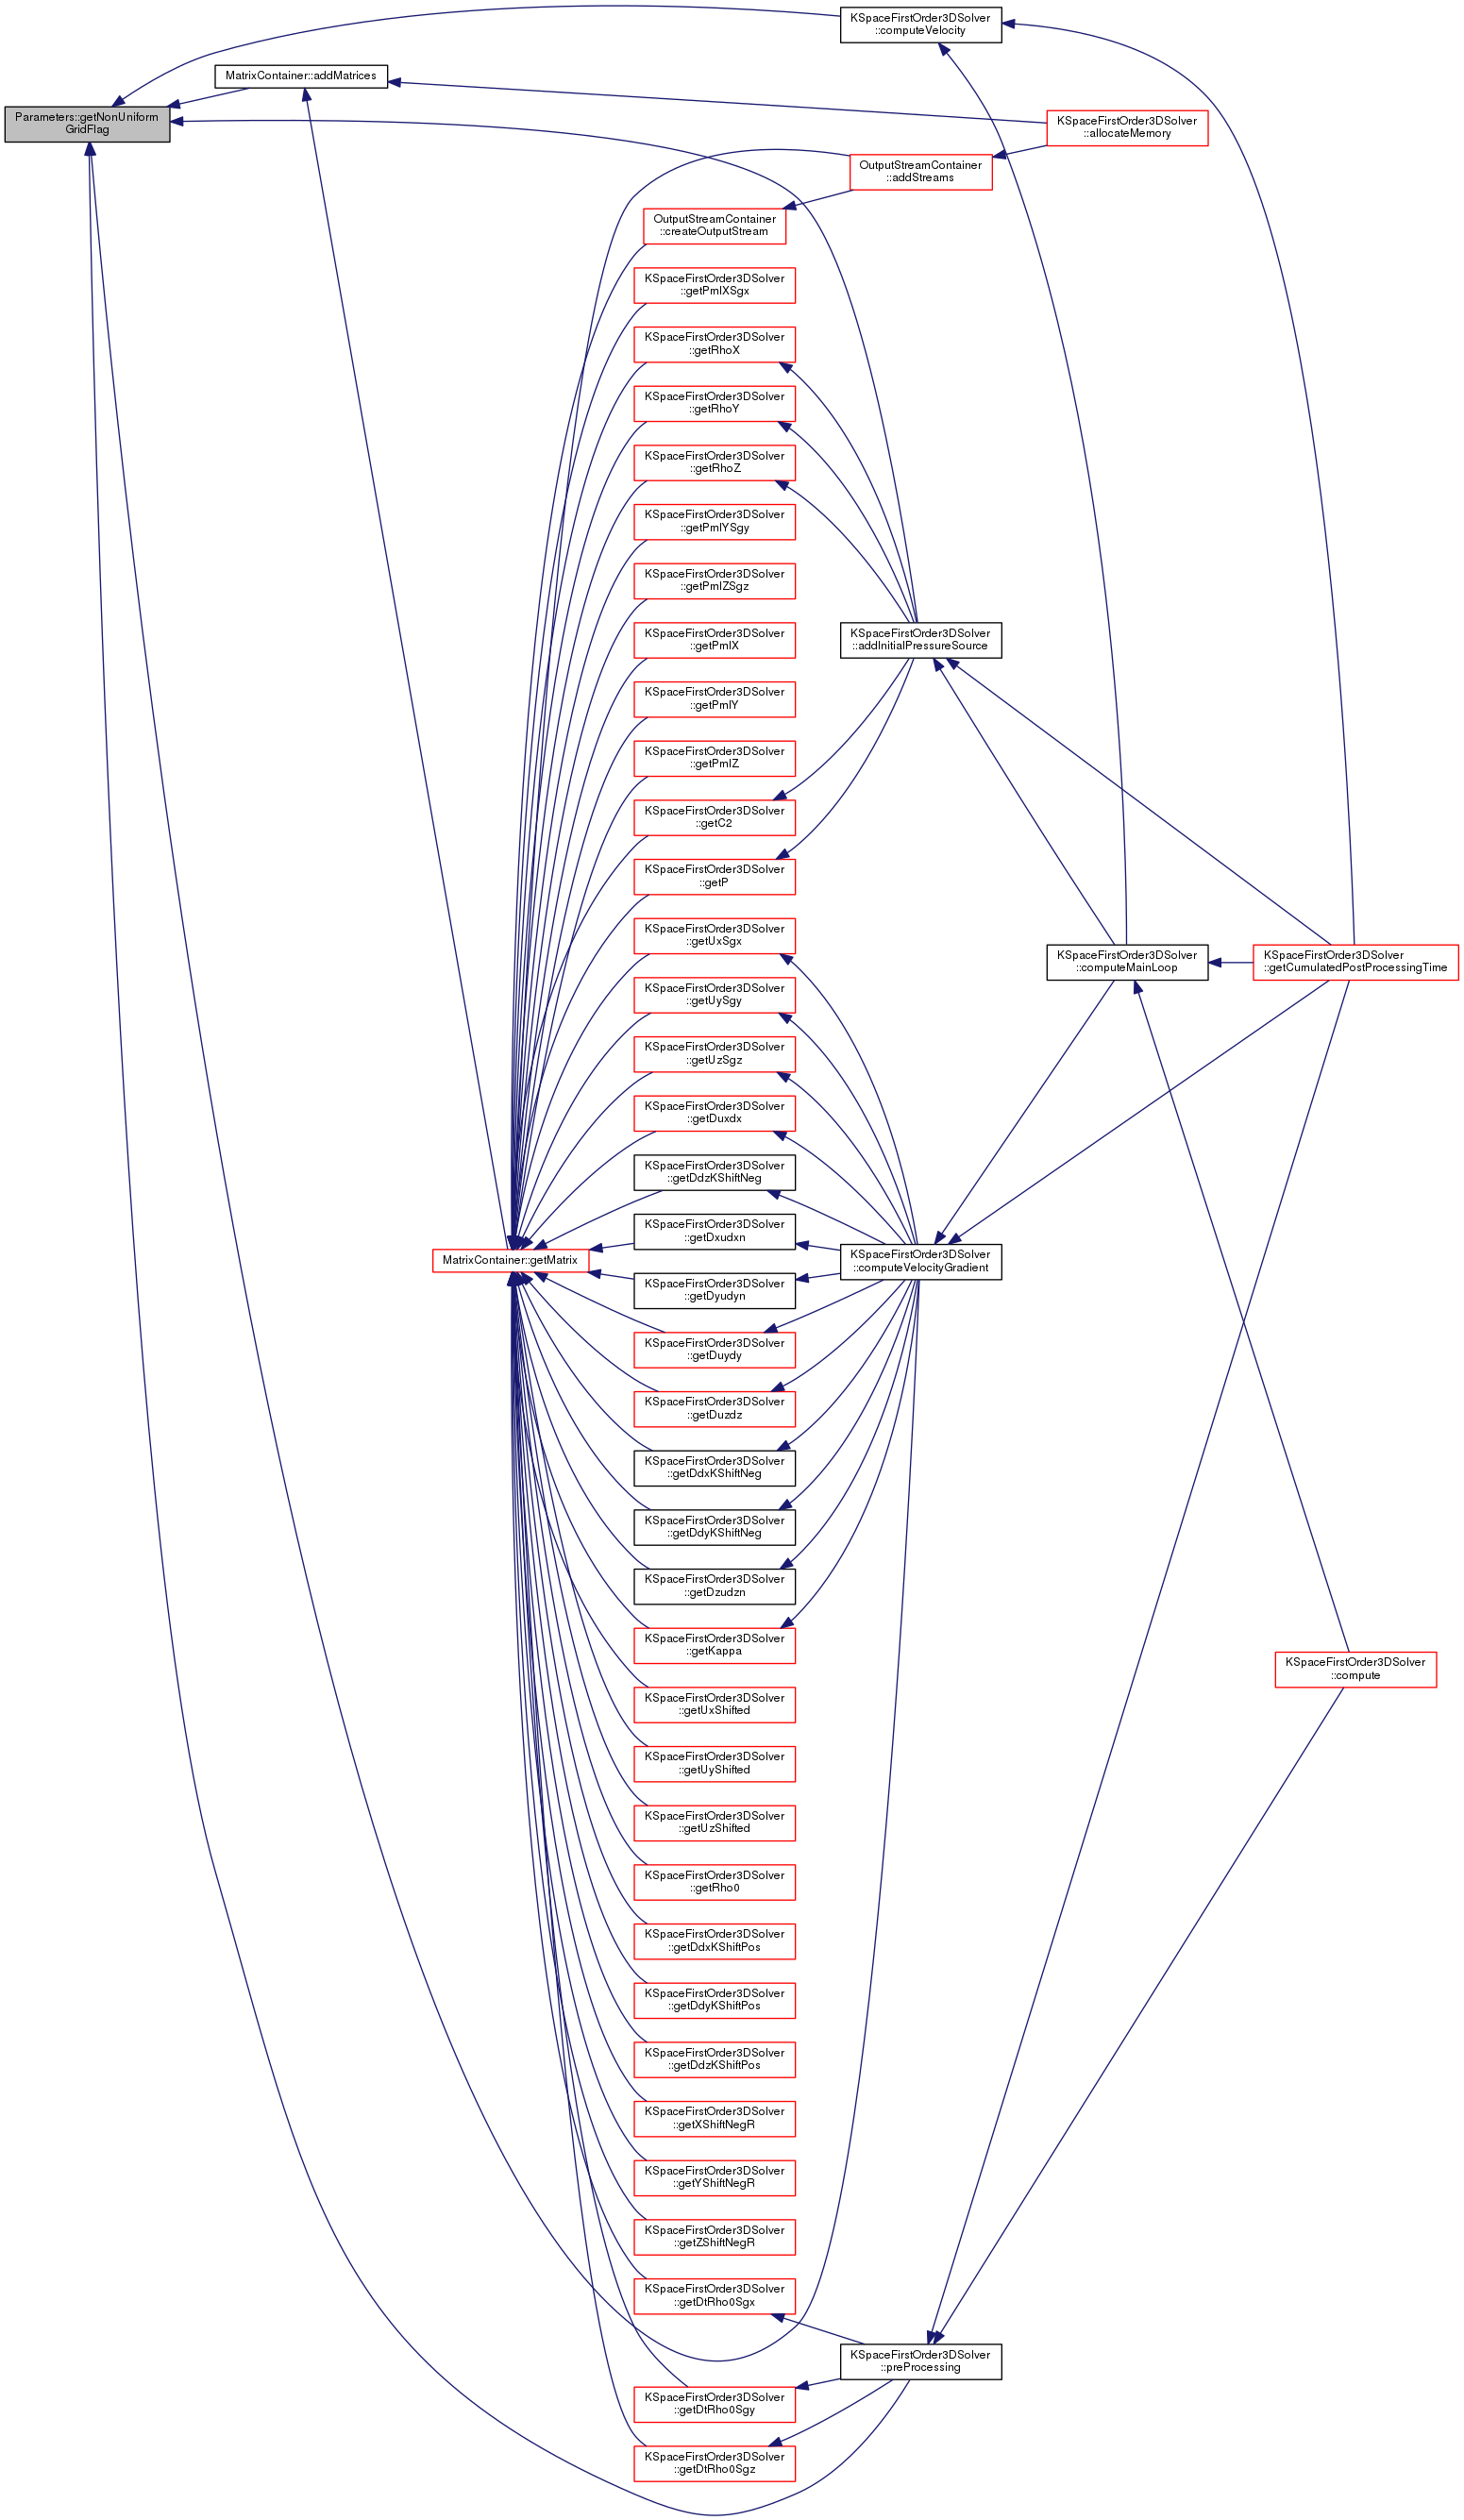 KSpaceFirstOrder3DSolver
::computeVelocity
MatrixContainer::addMatrices
Parameters::getNonUniform
GridFlag
KSpaceFirstOrder3DSolver
::allocateMemory
OutputStreamContainer
::addStreams
OutputStreamContainer
::createOutputStream
KSpaceFirstOrder3DSolver
::getPmlXSgx
KSpaceFirstOrder3DSolver
::getRhoX
KSpaceFirstOrder3DSolver
::getRhoY
KSpaceFirstOrder3DSolver
::getRhoZ
KSpaceFirstOrder3DSolver
::getPmlYSgy
KSpaceFirstOrder3DSolver
::getPmlZSgz
KSpaceFirstOrder3DSolver
::getPmlX
KSpaceFirstOrder3DSolver
::addInitialPressureSource
KSpaceFirstOrder3DSolver
::getPmlY
KSpaceFirstOrder3DSolver
::getPmlZ
KSpaceFirstOrder3DSolver
::getC2
KSpaceFirstOrder3DSolver
::getP
KSpaceFirstOrder3DSolver
::getUxSgx
KSpaceFirstOrder3DSolver
::computeMainLoop
KSpaceFirstOrder3DSolver
::getCumulatedPostProcessingTime
KSpaceFirstOrder3DSolver
::getUySgy
KSpaceFirstOrder3DSolver
::getUzSgz
KSpaceFirstOrder3DSolver
::getDuxdx
KSpaceFirstOrder3DSolver
::getDdzKShiftNeg
KSpaceFirstOrder3DSolver
::getDxudxn
MatrixContainer::getMatrix
KSpaceFirstOrder3DSolver
::computeVelocityGradient
KSpaceFirstOrder3DSolver
::getDyudyn
KSpaceFirstOrder3DSolver
::getDuydy
KSpaceFirstOrder3DSolver
::getDuzdz
KSpaceFirstOrder3DSolver
::getDdxKShiftNeg
KSpaceFirstOrder3DSolver
::getDdyKShiftNeg
KSpaceFirstOrder3DSolver
::getDzudzn
KSpaceFirstOrder3DSolver
::getKappa
KSpaceFirstOrder3DSolver
::compute
KSpaceFirstOrder3DSolver
::getUxShifted
KSpaceFirstOrder3DSolver
::getUyShifted
KSpaceFirstOrder3DSolver
::getUzShifted
KSpaceFirstOrder3DSolver
::getRho0
KSpaceFirstOrder3DSolver
::getDdxKShiftPos
KSpaceFirstOrder3DSolver
::getDdyKShiftPos
KSpaceFirstOrder3DSolver
::getDdzKShiftPos
KSpaceFirstOrder3DSolver
::getXShiftNegR
KSpaceFirstOrder3DSolver
::getYShiftNegR
KSpaceFirstOrder3DSolver
::getZShiftNegR
KSpaceFirstOrder3DSolver
::getDtRho0Sgx
KSpaceFirstOrder3DSolver
::preProcessing
KSpaceFirstOrder3DSolver
::getDtRho0Sgy
KSpaceFirstOrder3DSolver
::getDtRho0Sgz